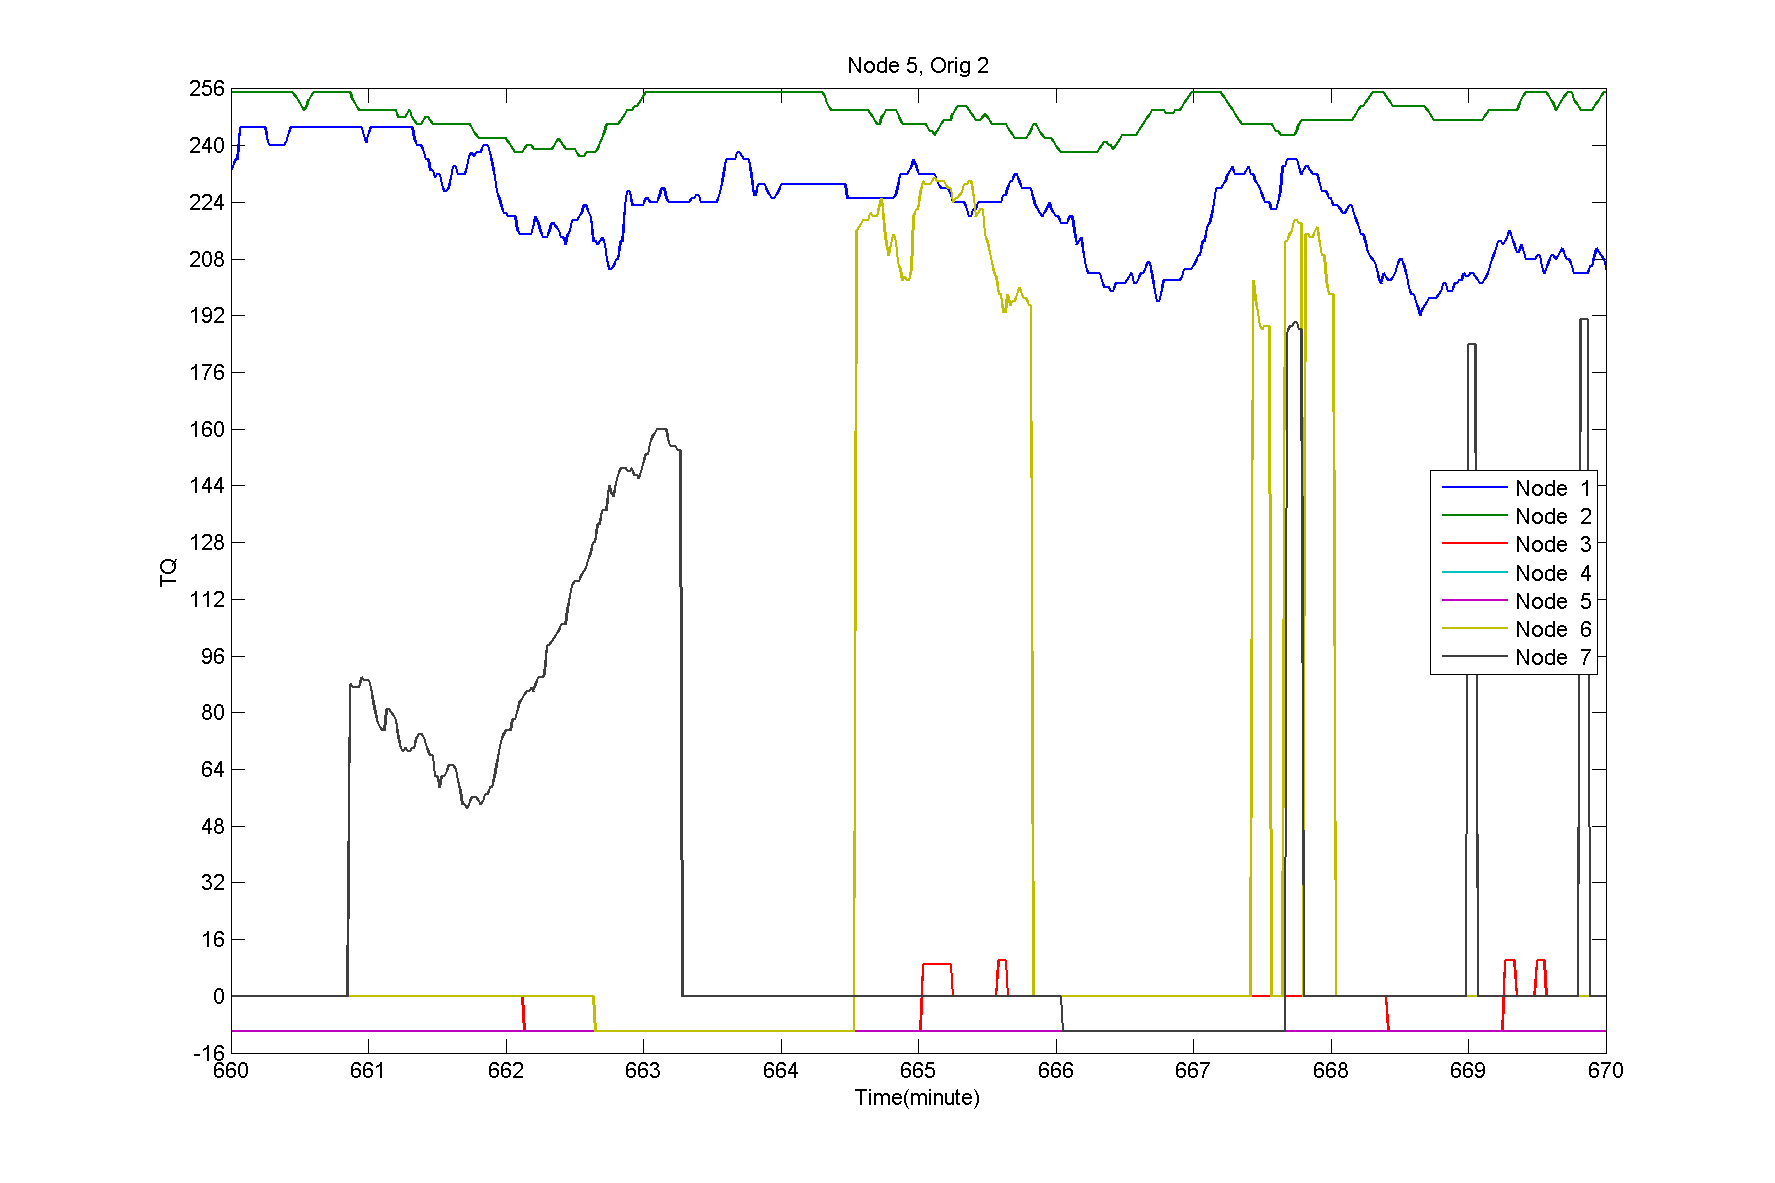 Node 5, Orig 2
256
240
224
208
192
176
160
144
128
112
96
80
64
48
32
16
0
-16
TQ
Node 1
Node 2
Node 3
Node 4
Node 5
Node 6
Node 7
660 661 662 663 664 665 666 667 668 669 670
Time(minute)